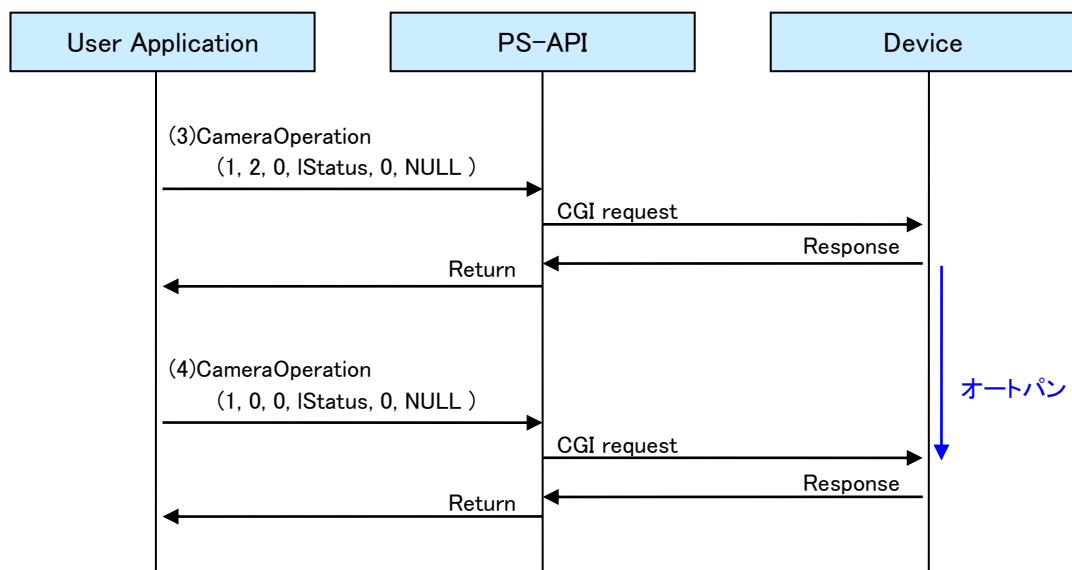 User Application
PS-API
Device
(3)CameraOperation
(1, 2, 0, lStatus, 0, NULL )
CGI request
Response
Return
(4)CameraOperation
(1, 0, 0, lStatus, 0, NULL )
オートパン
CGI request
Response
Return